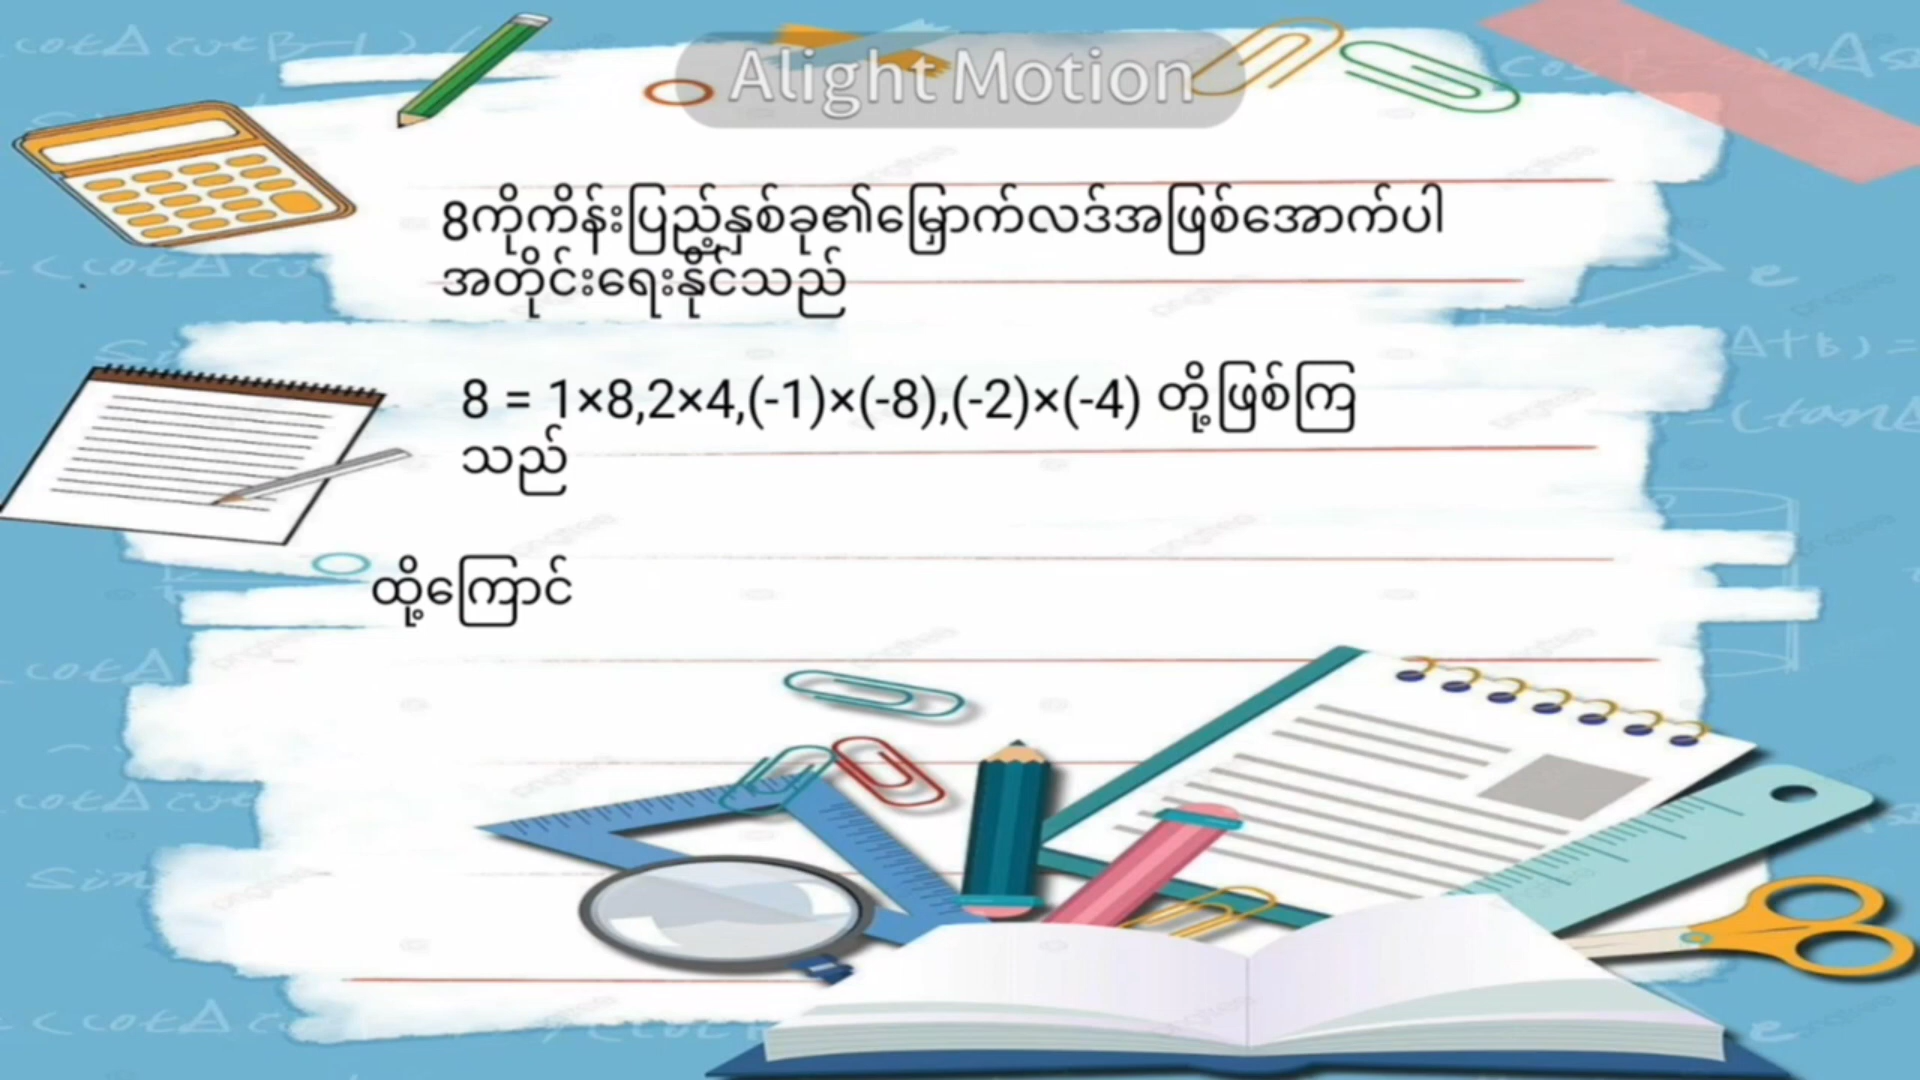 Alight Motion
8ကိုကိန်းပြည့်နှစ်ခု၏မြှောက်လဒ်အဖြစ်အောက်ပါ
အတိုင်းရေးနိုင်သည်
8 = 1×8,2×4,(-1)×(-8),(-2)×(-4) တို့ဖြစ်ကြ
သည်
ထို့ကြောင်